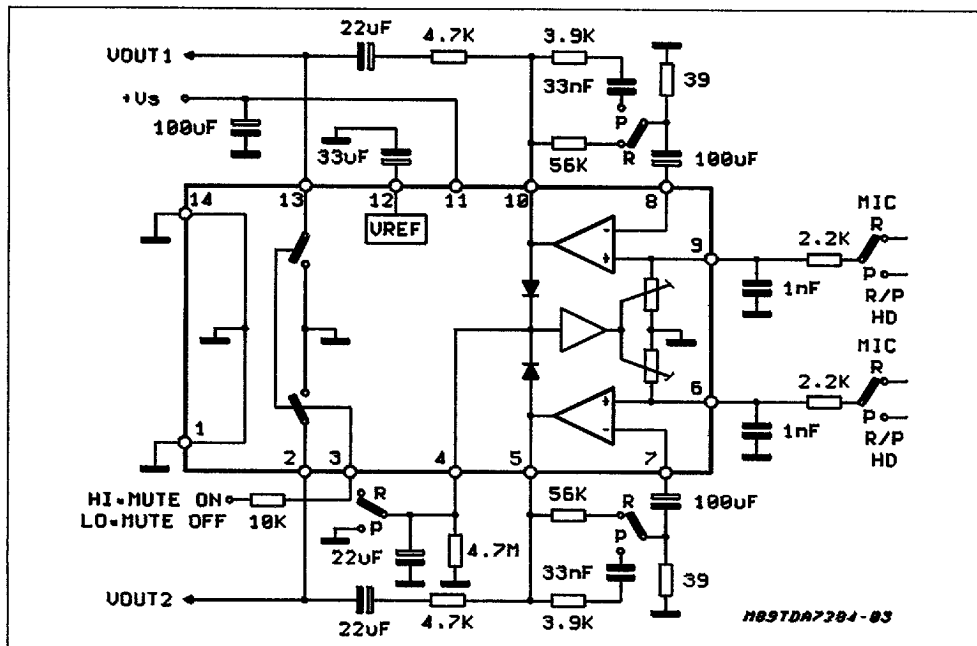 22uF 4.7K 3.9K
VOUT1
33nF 39
+Vs
P
100uF
33uF 56K R 100uF
14 13 12 11 10 8
VREF
MIC
- 9 2.2K R
+
1nF P
R/P
HD
MIC
6 2.2K R
+
1nF P
- R/P
HD
1 2 3 4 5 7
HI=MUTE ON R 56K R 100uF
LO=MUTE OFF 10K P P
22uF 4.7M 33nF 39
VOUT2
22uF 4.7K 3.9K
M89TDA7284-03